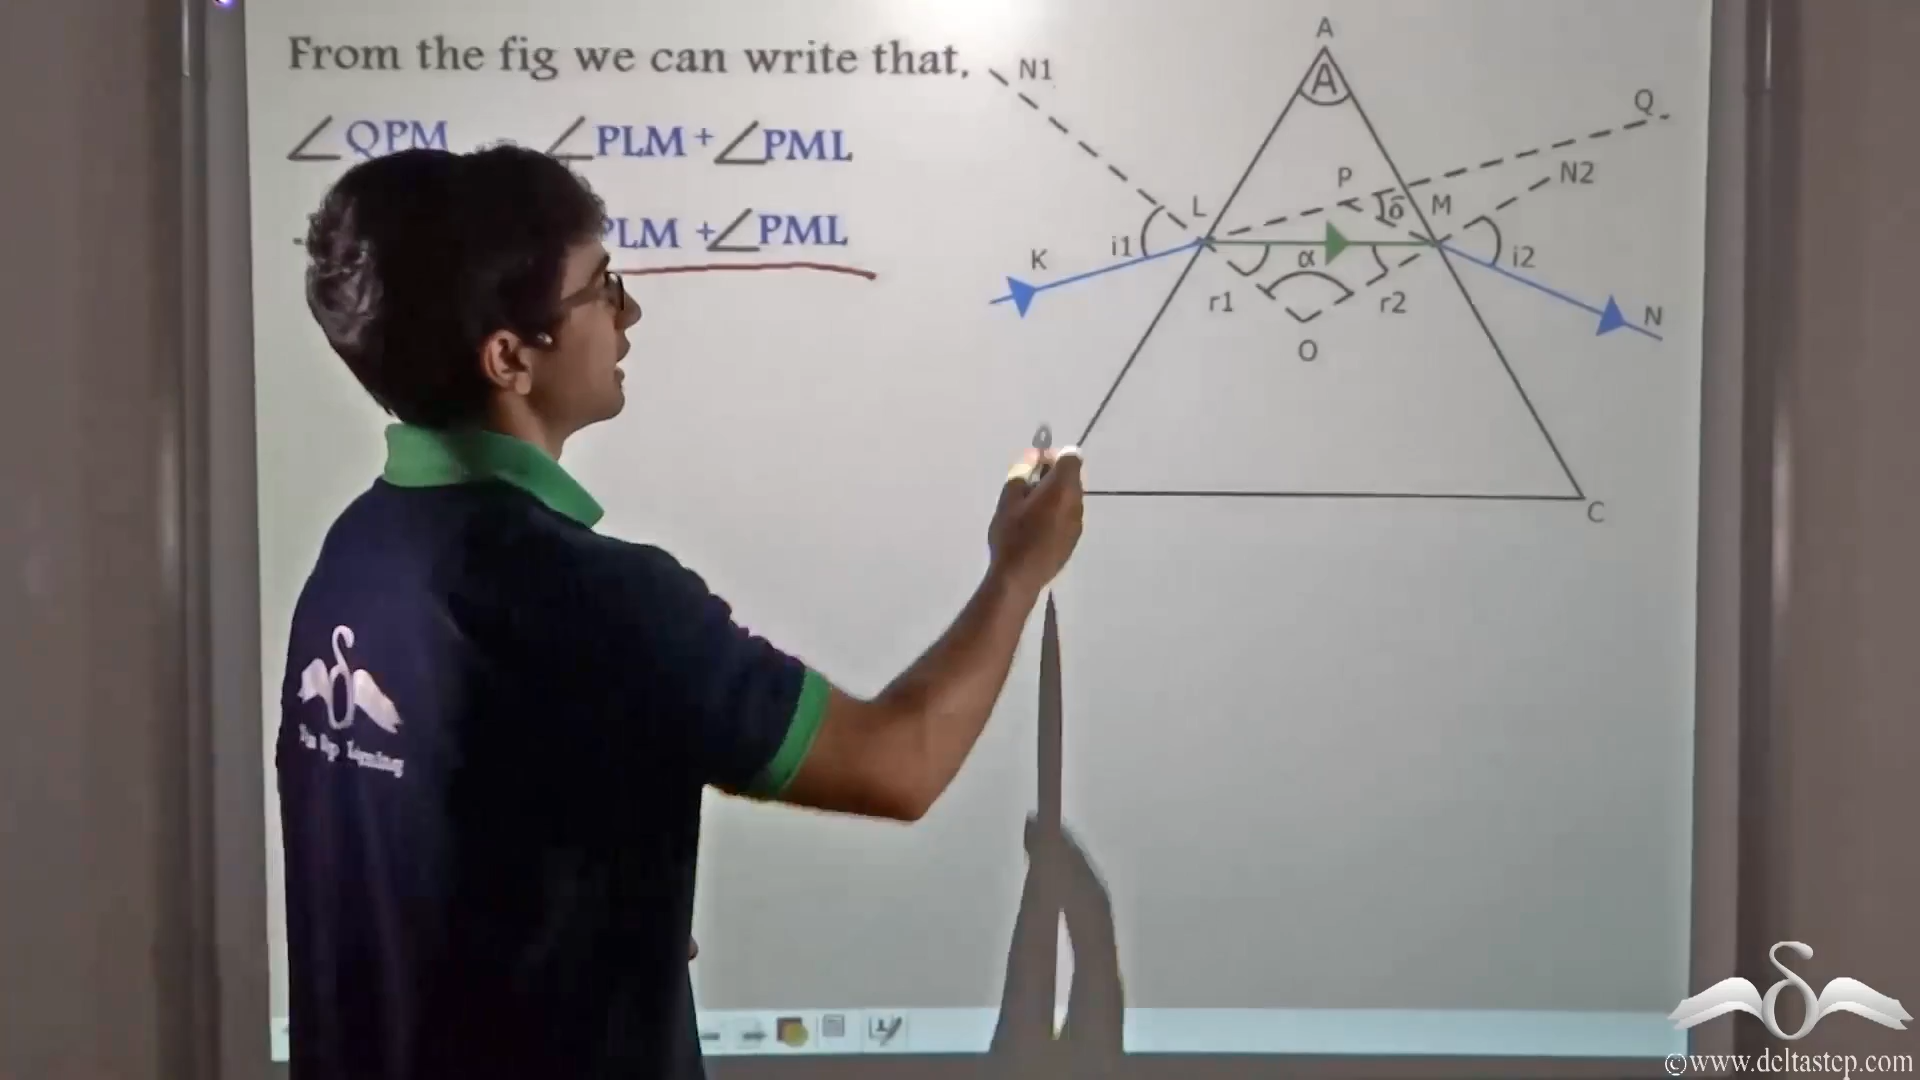 From the fig we can write that,
∠QPM = ∠PLM + ∠PML
PLM + ∠PML
A
A
N1
Q
N2
P
δ
L
M
i1
α
i2
K
r1
r2
N
O
C
©www.deltastep.com